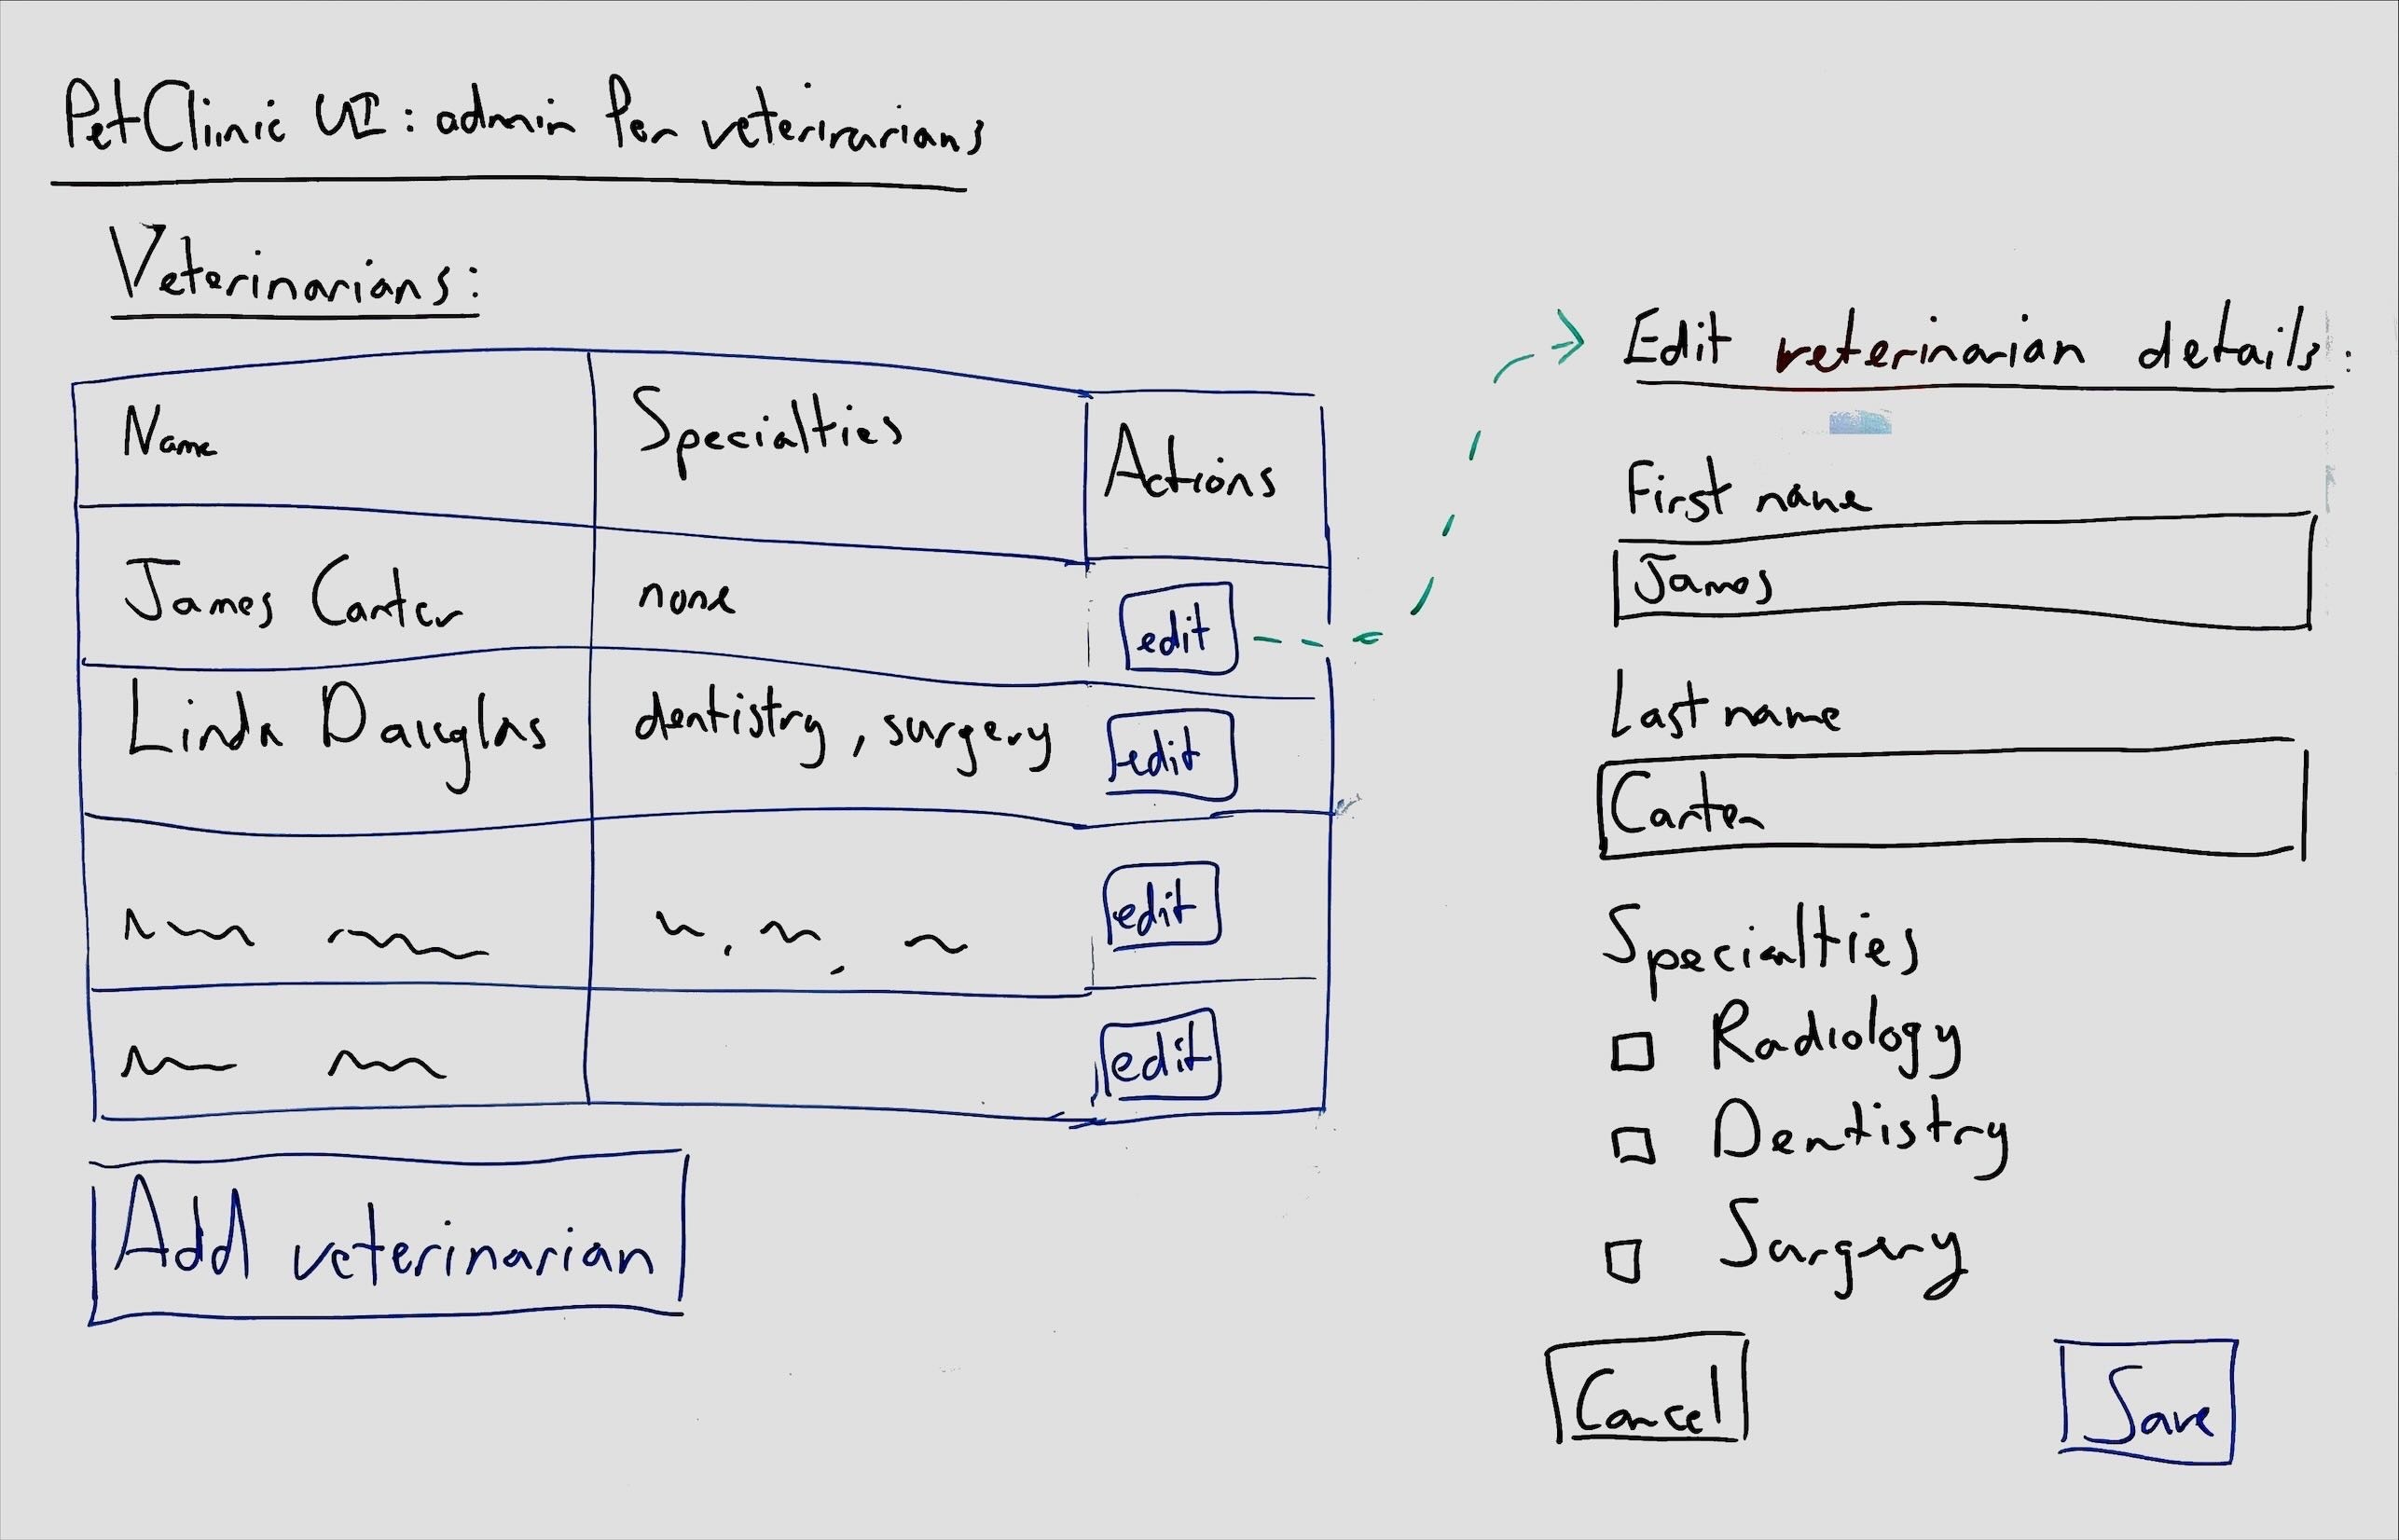 PetClinic UI: admin for veterinarians
Veterinarians:
Name
Specialties
Actions
James Carter
none
edit
Linda Dauglas
dentistry, surgery
edit
edit
edit
Add veterinarian
Edit veterinarian details:
First name
James
Last name
Carter
Specialties
Radiology
Dentistry
Surgery
Cancel
Save